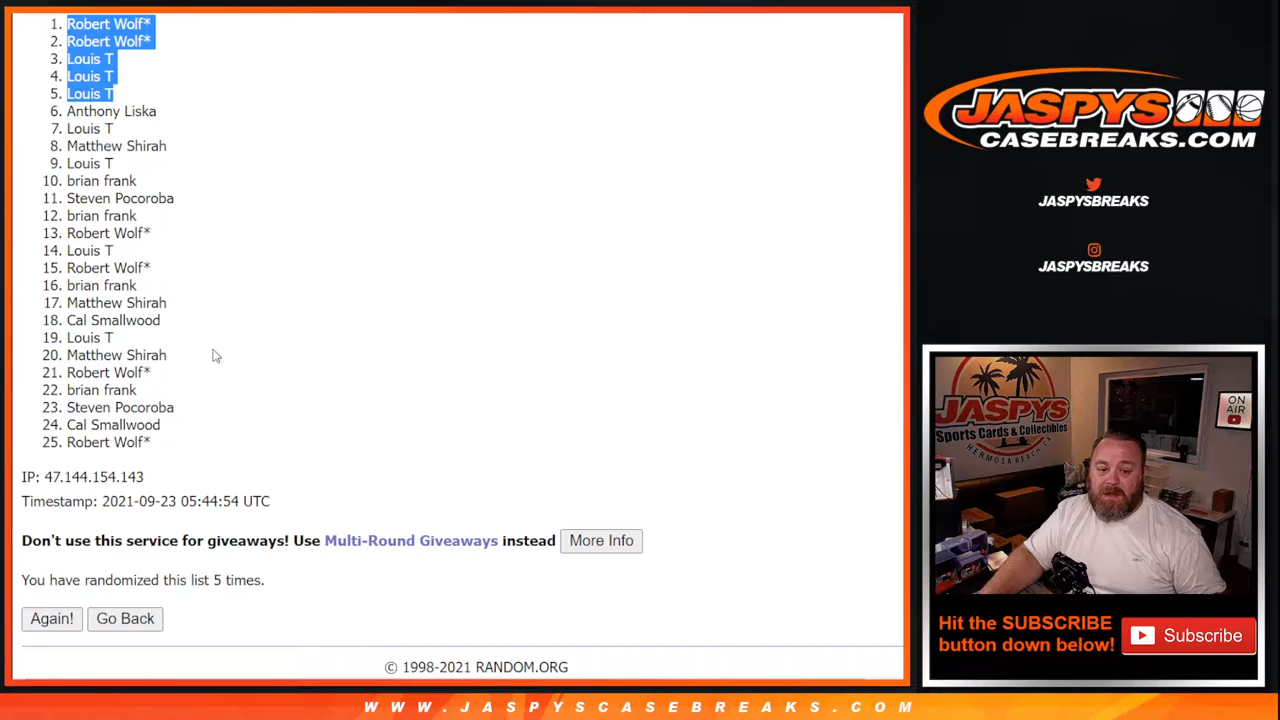 1. Robert Wolf*
2. Robert Wolf*
3. Louis T
4. Louis T
5. Louis T
6. Anthony Liska
7. Louis T
8. Matthew Shirah
9. Louis T
10. brian frank
11. Steven Pocoroba
12. brian frank
13. Robert Wolf*
14. Louis T
15. Robert Wolf*
16. brian frank
17. Matthew Shirah
18. Cal Smallwood
19. Louis T
20. Matthew Shirah
21. Robert Wolf*
22. brian frank
23. Steven Pocoroba
24. Cal Smallwood
25. Robert Wolf*
IP: 47.144.154.143
Timestamp: 2021-09-23 05:44:54 UTC
Don't use this service for giveaways! Use Multi-Round Giveaways instead More Info
You have randomized this list 5 times.
Again! Go Back
© 1998-2021 RANDOM.ORG
JASPYS
CASEBREAKS.COM
JASPYSBREAKS
JASPYSBREAKS
JASPYS
Sports Cards & Collectibles
HERMOSA BEACH CA
ON
AIR
Hit the SUBSCRIBE
button down below!
Subscribe
WWW.JASPYSCASEBREAKS.COM